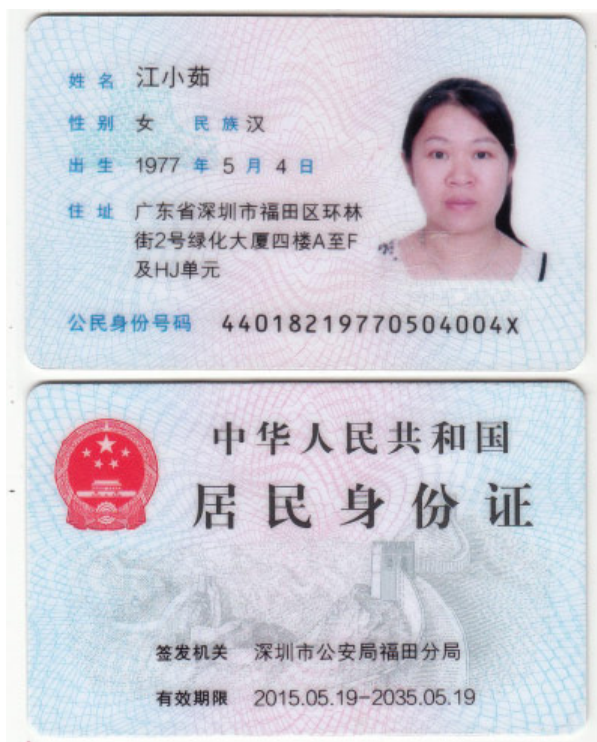 姓名 江小茹
性别 女 民族 汉
出生 1977 年 5 月 4 日
住址 广东省深圳市福田区环林
街2号绿化大厦四楼A至F
及HJ单元
公民身份号码 44018219770504004X
中华人民共和国
居民身份证
签发机关 深圳市公安局福田分局
有效期限 2015.05.19-2035.05.19